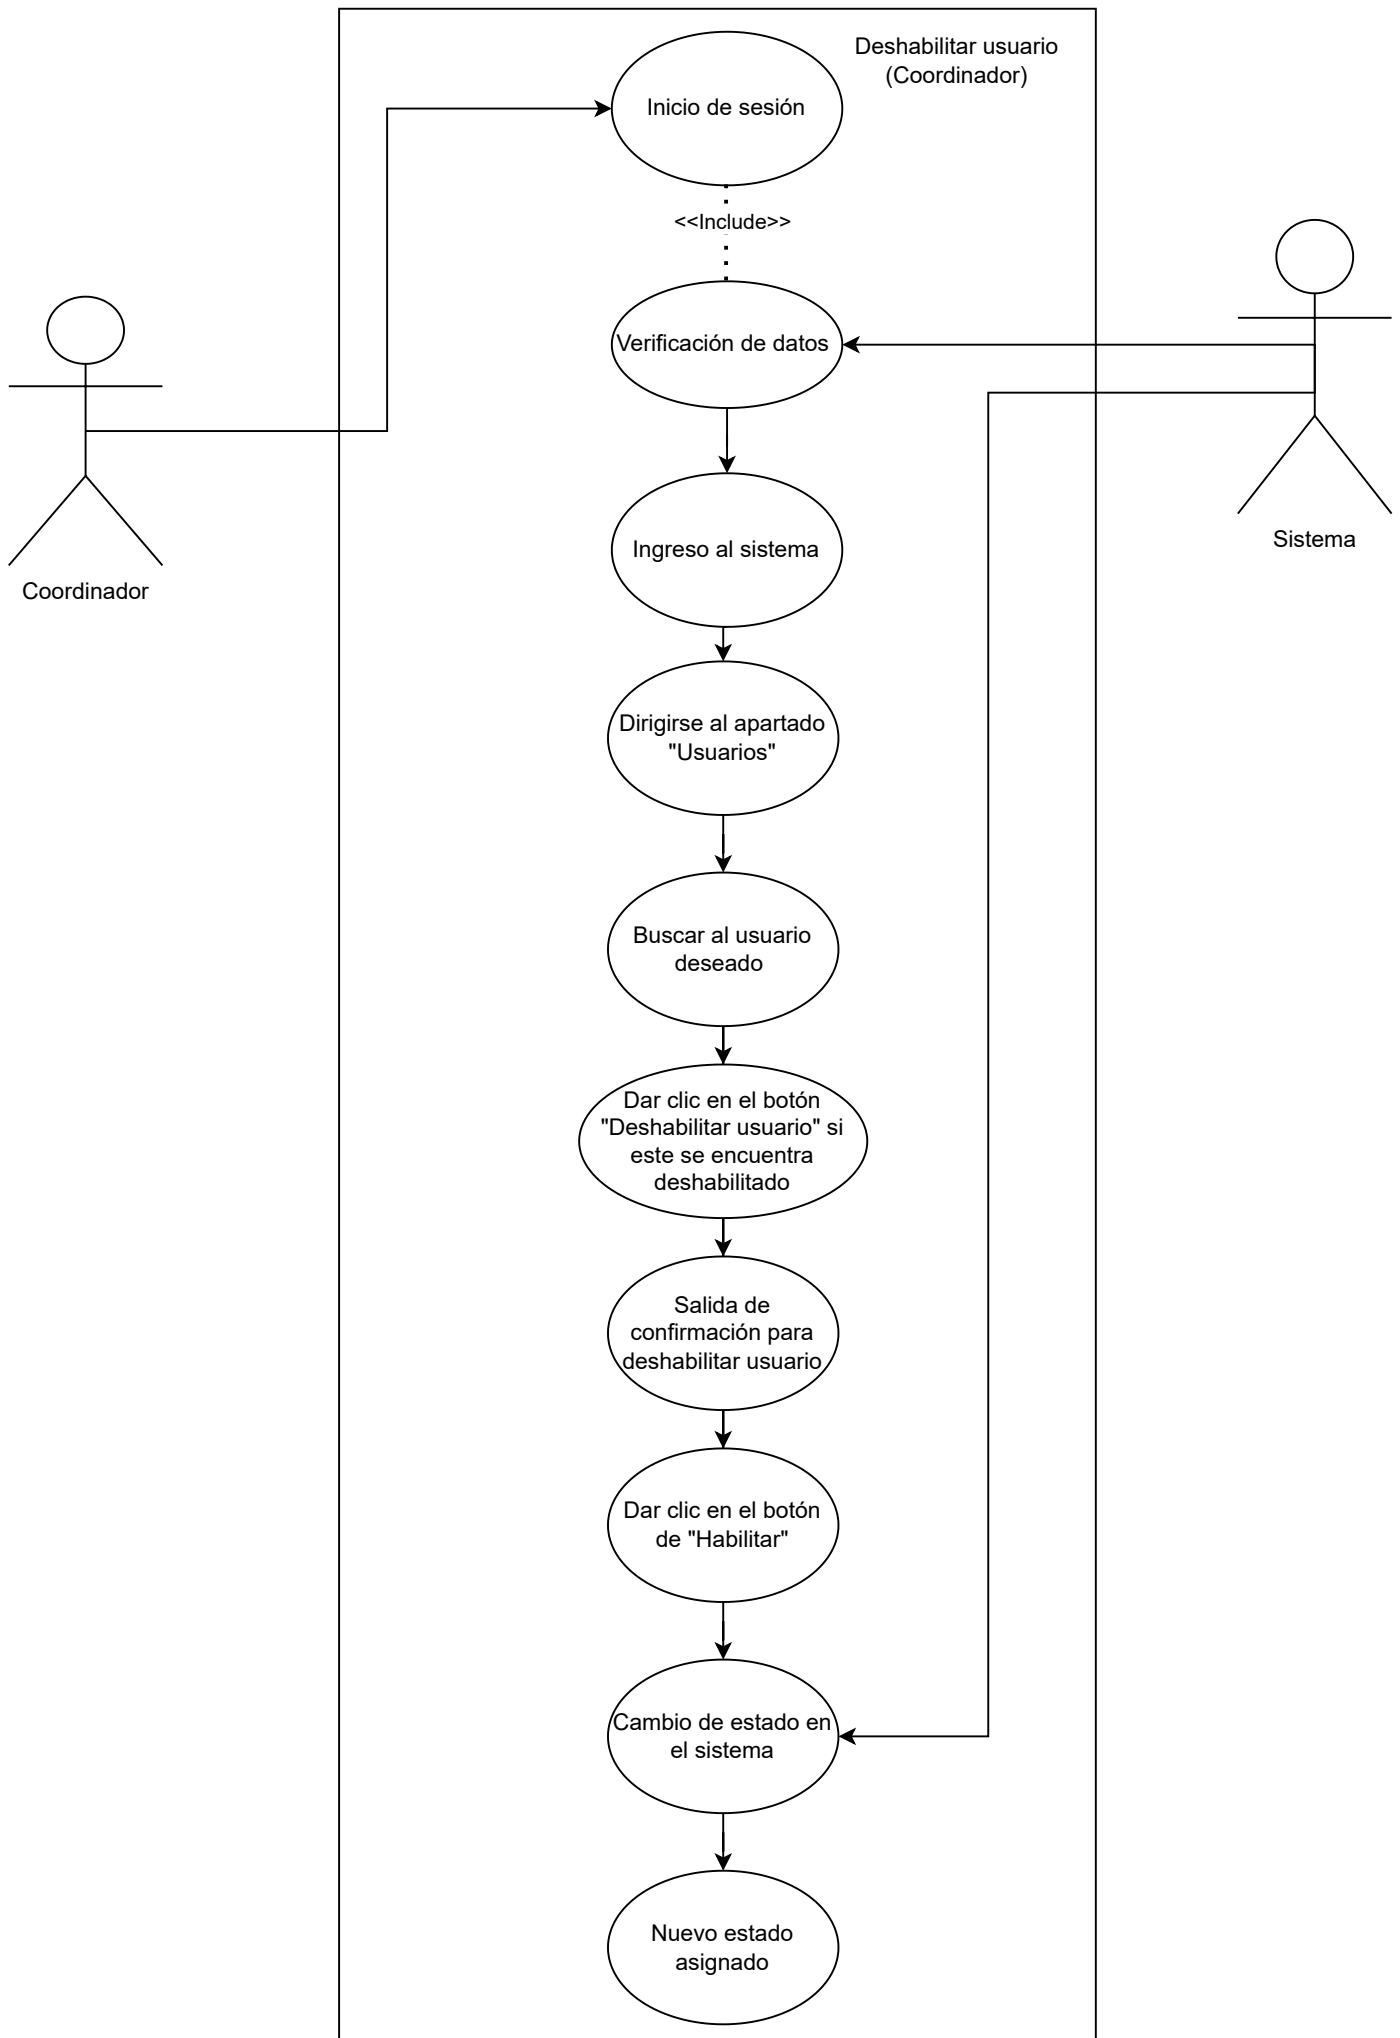 Deshabilitar usuario
(Coordinador)
Inicio de sesión
<<Include>>
Verificación de datos
Ingreso al sistema
Sistema
Coordinador
Dirigirse al apartado
"Usuarios"
Buscar al usuario
deseado
Dar clic en el botón
"Deshabilitar usuario" si
este se encuentra
deshabilitado
Salida de
confirmación para
deshabilitar usuario
Dar clic en el botón
de "Habilitar"
Cambio de estado en
el sistema
Nuevo estado
asignado